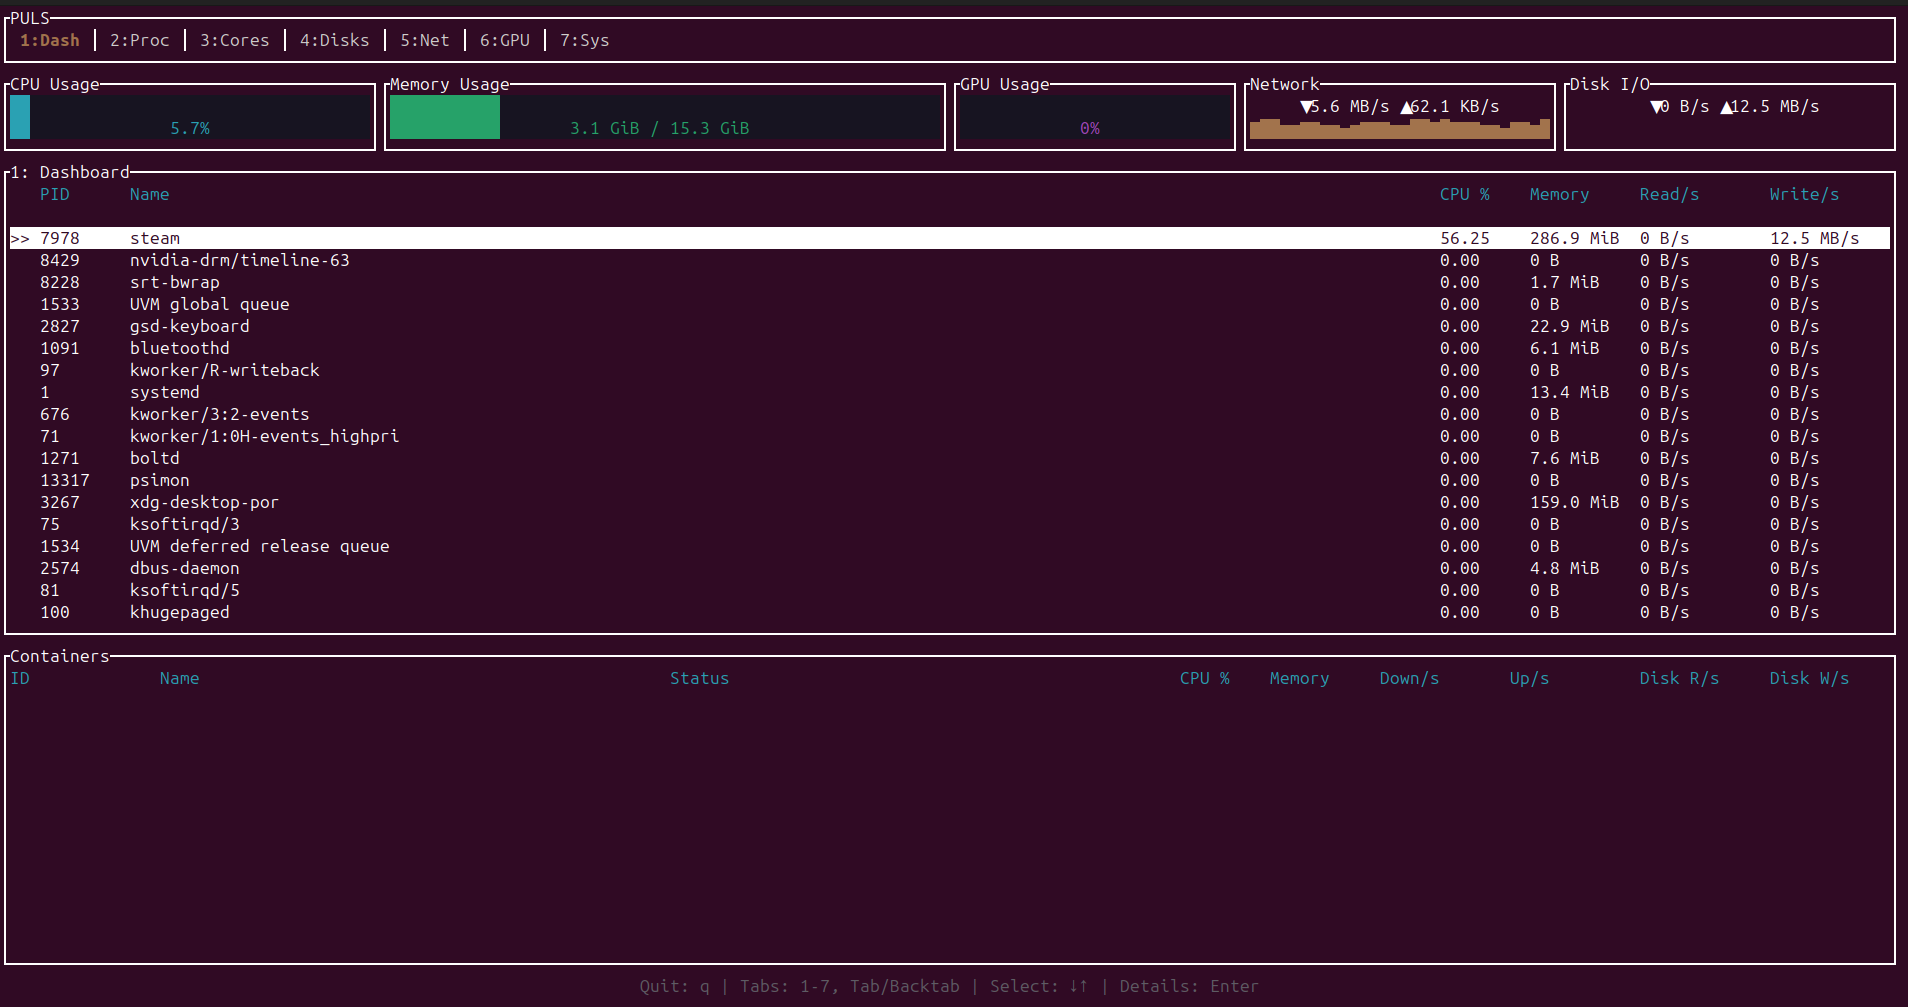 PULS
1:Dash | 2:Proc | 3:Cores | 4:Disks | 5:Net | 6:GPU | 7:Sys
CPU Usage Memory Usage GPU Usage Network Disk I/O
▼5.6 MB/s ▲62.1 KB/s ▼0 B/s ▲12.5 MB/s
5.7% 3.1 GiB / 15.3 GiB 0%
1: Dashboard
PID Name CPU % Memory Read/s Write/s
>> 7978 steam 56.25 286.9 MiB 0 B/s 12.5 MB/s
8429 nvidia-drm/timeline-63 0.00 0 B 0 B/s 0 B/s
8228 srt-bwrap 0.00 1.7 MiB 0 B/s 0 B/s
1533 UVM global queue 0.00 0 B 0 B/s 0 B/s
2827 gsd-keyboard 0.00 22.9 MiB 0 B/s 0 B/s
1091 bluetoothd 0.00 6.1 MiB 0 B/s 0 B/s
97 kworker/R-writeback 0.00 0 B 0 B/s 0 B/s
1 systemd 0.00 13.4 MiB 0 B/s 0 B/s
676 kworker/3:2-events 0.00 0 B 0 B/s 0 B/s
71 kworker/1:0H-events_highpri 0.00 0 B 0 B/s 0 B/s
1271 boltd 0.00 7.6 MiB 0 B/s 0 B/s
13317 psimon 0.00 0 B 0 B/s 0 B/s
3267 xdg-desktop-por 0.00 159.0 MiB 0 B/s 0 B/s
75 ksoftirqd/3 0.00 0 B 0 B/s 0 B/s
1534 UVM deferred release queue 0.00 0 B 0 B/s 0 B/s
2574 dbus-daemon 0.00 4.8 MiB 0 B/s 0 B/s
81 ksoftirqd/5 0.00 0 B 0 B/s 0 B/s
100 khugepaged 0.00 0 B 0 B/s 0 B/s
Containers
ID Name Status CPU % Memory Down/s Up/s Disk R/s Disk W/s
Quit: q | Tabs: 1-7, Tab/Backtab | Select: ↓↑ | Details: Enter